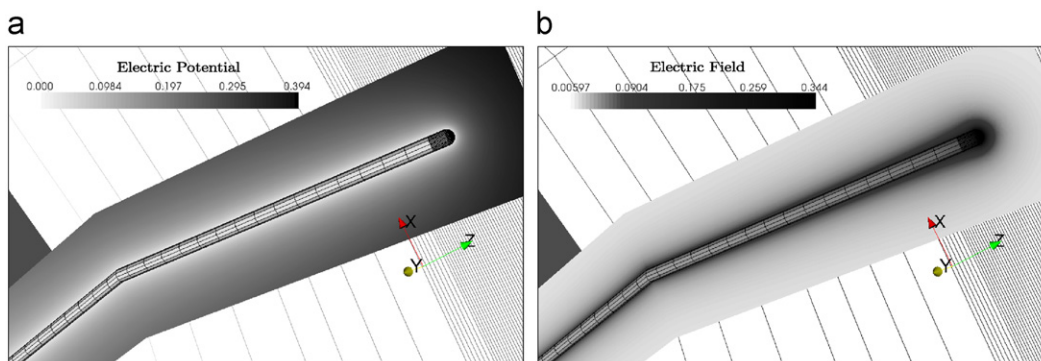 a
b
Electric Potential
0.000 0.0984 0.197 0.295 0.394
X
Z
Y
Electric Field
0.00597 0.0904 0.175 0.259 0.344
X
Z
Y